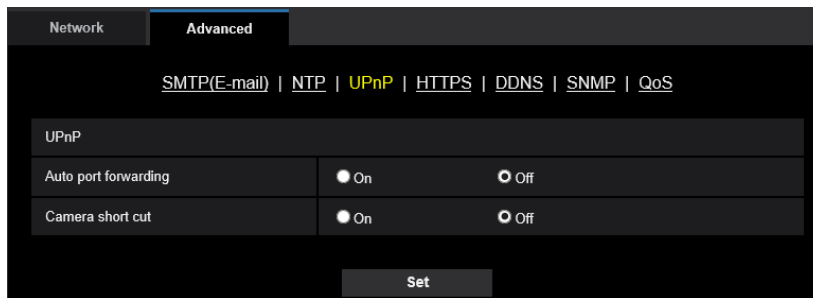 Network Advanced
SMTP(E-mail) | NTP | UPnP | HTTPS | DDNS | SNMP | QoS
UPnP
Auto port forwarding On Off
Camera short cut On Off
Set